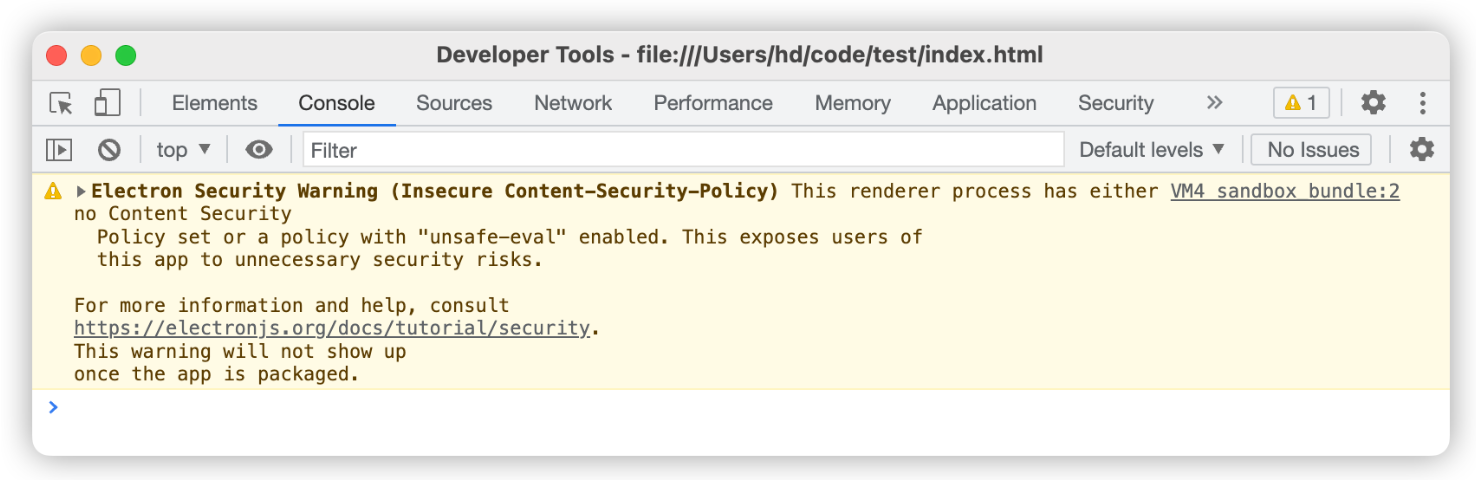 Developer Tools - file:///Users/hd/code/test/index.html
Elements Console Sources Network Performance Memory Application Security » 1
top ▼ Filter Default levels ▼ No Issues
Electron Security Warning (Insecure Content-Security-Policy) This renderer process has either VM4 sandbox_bundle:2
no Content Security
Policy set or a policy with "unsafe-eval" enabled. This exposes users of
this app to unnecessary security risks.
For more information and help, consult
https://electronjs.org/docs/tutorial/security.
This warning will not show up
once the app is packaged.